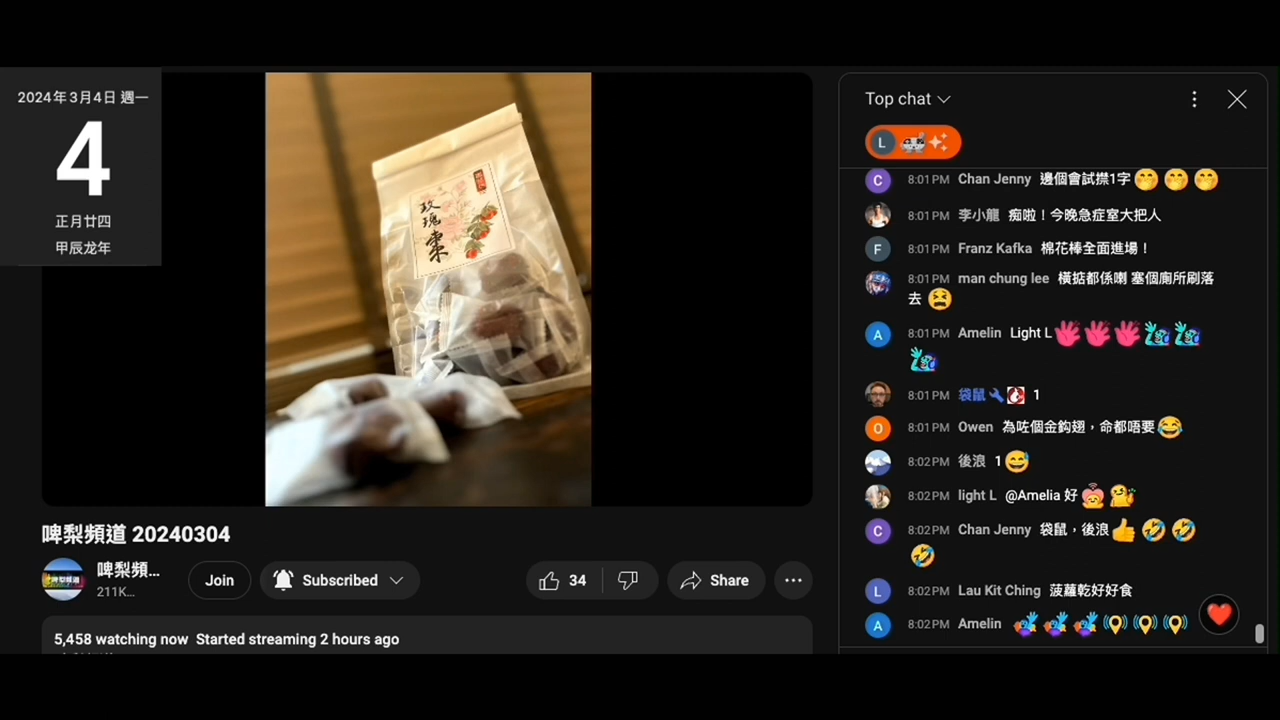 2024年3月4日 週一
4
正月廿四
甲辰龙年
玫瑰棗
啤梨頻道 20240304
啤梨頻...
211K...
Join
Subscribed
34
Share
5,458 watching now Started streaming 2 hours ago
Top chat
L
C 8:01 PM Chan Jenny 邊個會試㩒1字
8:01 PM 李小龍 痴啦！今晚急症室大把人
F 8:01 PM Franz Kafka 棉花棒全面進場！
8:01 PM man chung lee 橫掂都係喇 塞個廁所刷落
去
A 8:01 PM Amelin Light L
8:01 PM 袋鼠 1
O 8:01 PM Owen 為咗個金鈎翅，命都唔要
8:02 PM 後浪 1
8:02 PM light L @Amelia 好
C 8:02 PM Chan Jenny 袋鼠，後浪
L 8:02 PM Lau Kit Ching 菠蘿乾好好食
A 8:02 PM Amelin